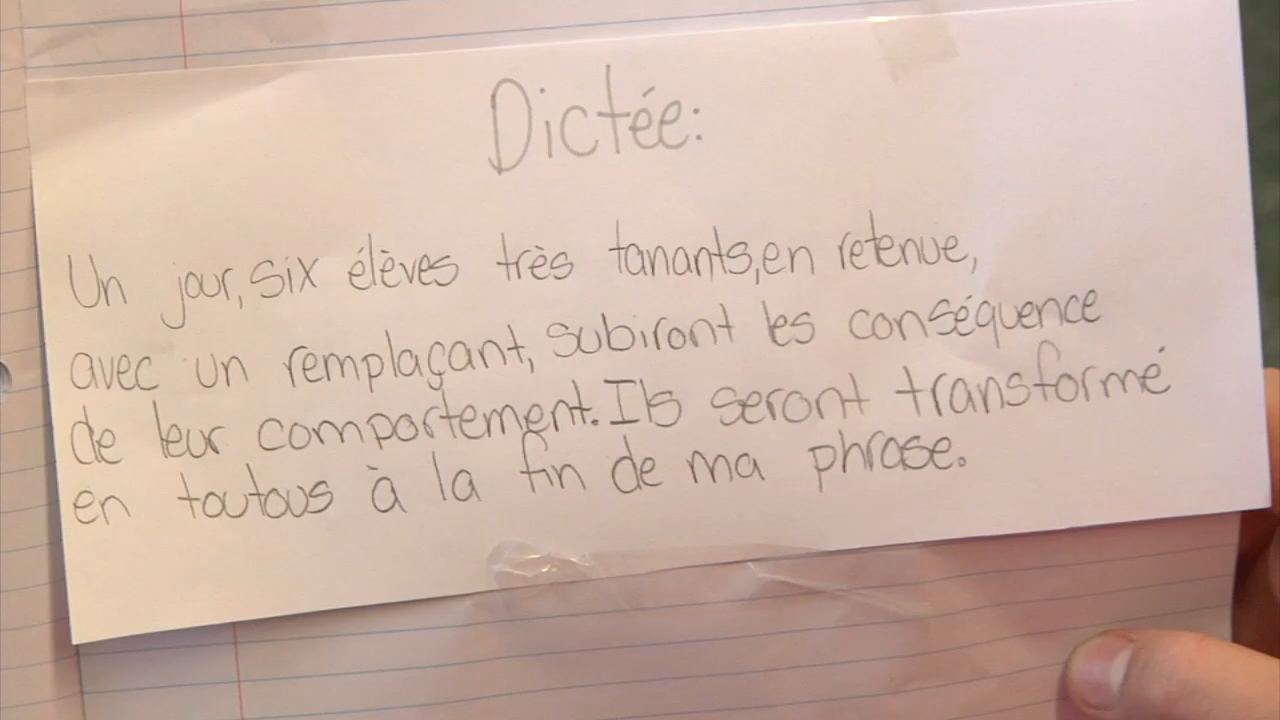 Dictée:
Un jour, six élèves très tanants, en retenue,
avec un remplaçant, subiront les conséquence
de leur comportement. Ils seront transformé
en toutous à la fin de ma phrase.